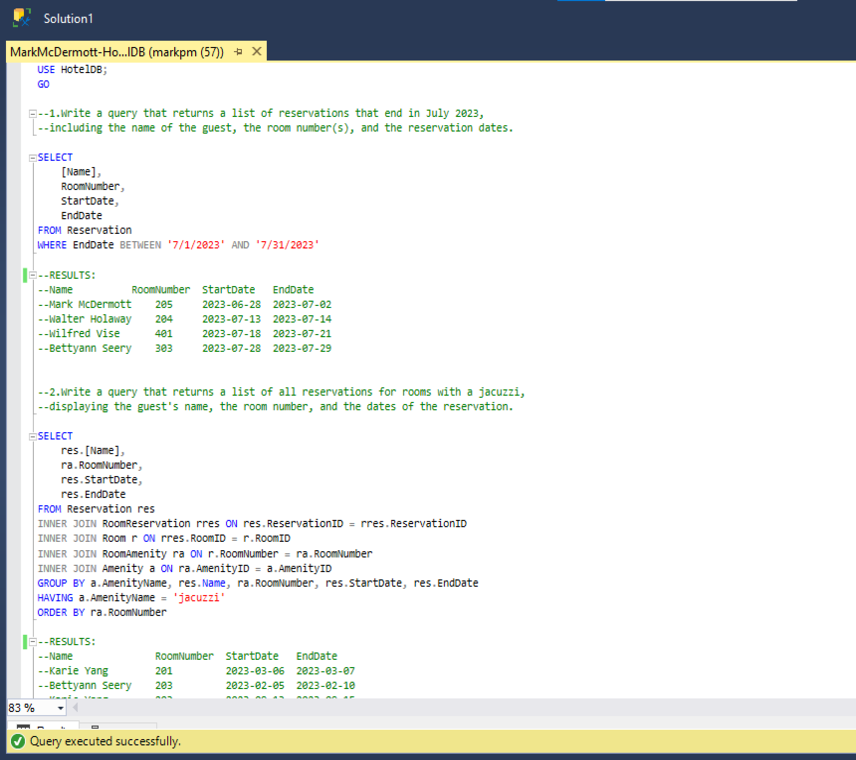 Solution1
MarkMcDermott-Ho...lDB (markpm (57))
USE HotelDB;
GO
--1.Write a query that returns a list of reservations that end in July 2023,
--including the name of the guest, the room number(s), and the reservation dates.
SELECT
[Name],
RoomNumber,
StartDate,
EndDate
FROM Reservation
WHERE EndDate BETWEEN '7/1/2023' AND '7/31/2023'
--RESULTS:
--Name RoomNumber StartDate EndDate
--Mark McDermott 205 2023-06-28 2023-07-02
--Walter Holaway 204 2023-07-13 2023-07-14
--Wilfred Vise 401 2023-07-18 2023-07-21
--Bettyann Seery 303 2023-07-28 2023-07-29
--2.Write a query that returns a list of all reservations for rooms with a jacuzzi,
--displaying the guest's name, the room number, and the dates of the reservation.
SELECT
res.[Name],
ra.RoomNumber,
res.StartDate,
res.EndDate
FROM Reservation res
INNER JOIN RoomReservation rres ON res.ReservationID = rres.ReservationID
INNER JOIN Room r ON rres.RoomID = r.RoomID
INNER JOIN RoomAmenity ra ON r.RoomNumber = ra.RoomNumber
INNER JOIN Amenity a ON ra.AmenityID = a.AmenityID
GROUP BY a.AmenityName, res.Name, ra.RoomNumber, res.StartDate, res.EndDate
HAVING a.AmenityName = 'jacuzzi'
ORDER BY ra.RoomNumber
--RESULTS:
--Name RoomNumber StartDate EndDate
--Karie Yang 201 2023-03-06 2023-03-07
--Bettyann Seery 203 2023-02-05 2023-02-10
83 %
Query executed successfully.